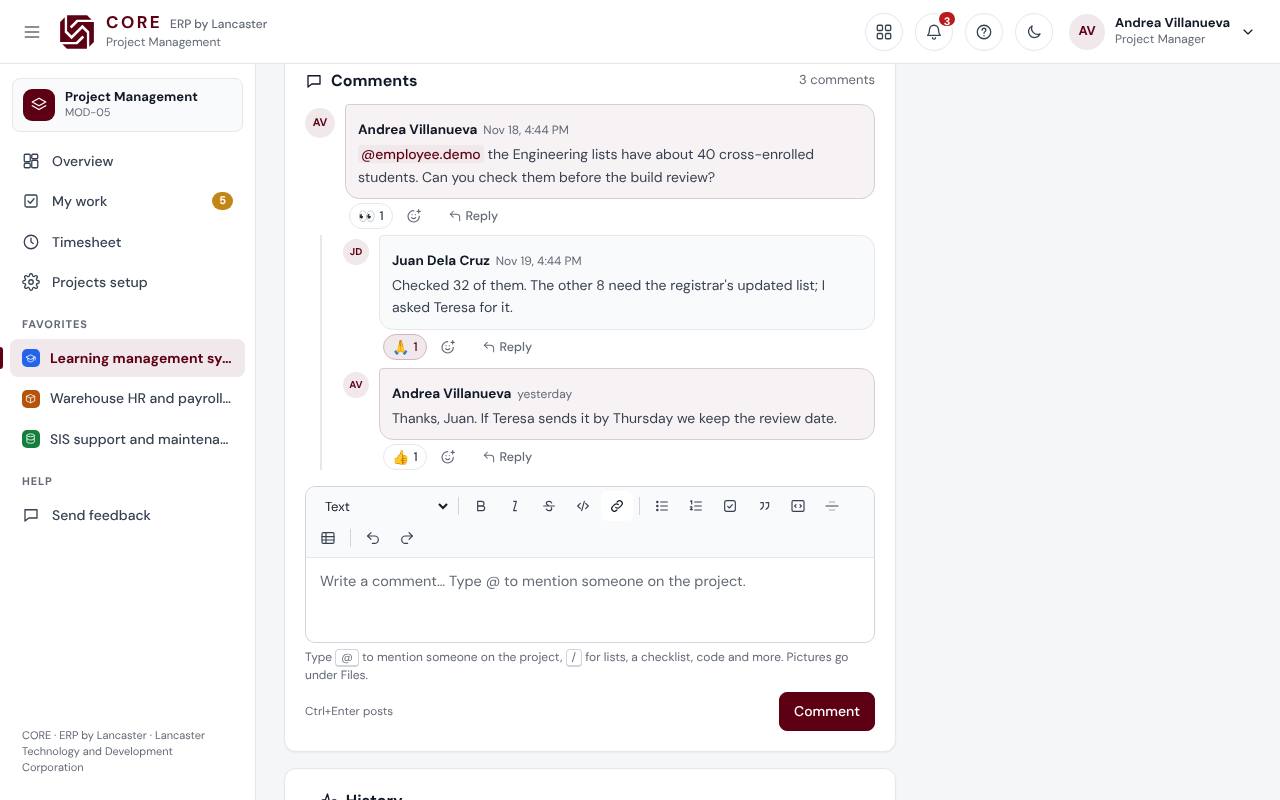 CORE ERP by Lancaster
Project Management
3
AV
Andrea Villanueva
Project Manager
Project Management
MOD-05
Overview
My work 5
Timesheet
Projects setup
FAVORITES
Learning management sy...
Warehouse HR and payroll...
SIS support and maintena...
HELP
Send feedback
CORE · ERP by Lancaster · Lancaster
Technology and Development
Corporation
Comments 3 comments
AV
Andrea Villanueva Nov 18, 4:44 PM
@employee.demo the Engineering lists have about 40 cross-enrolled
students. Can you check them before the build review?
👀 1 Reply
JD
Juan Dela Cruz Nov 19, 4:44 PM
Checked 32 of them. The other 8 need the registrar's updated list; I
asked Teresa for it.
🙏 1 Reply
AV
Andrea Villanueva yesterday
Thanks, Juan. If Teresa sends it by Thursday we keep the review date.
👍 1 Reply
Text
Write a comment... Type @ to mention someone on the project.
Type @ to mention someone on the project, / for lists, a checklist, code and more. Pictures go
under Files.
Ctrl+Enter posts Comment
History